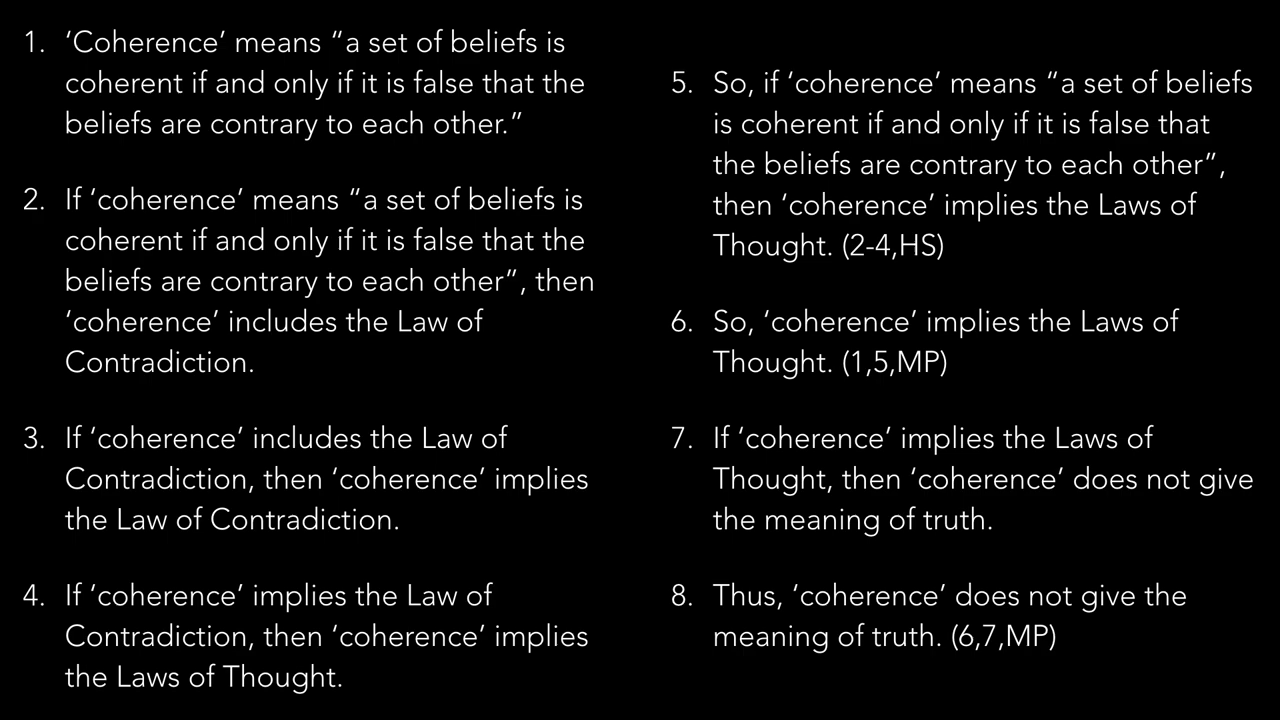 1. ‘Coherence’ means “a set of beliefs is
coherent if and only if it is false that the
beliefs are contrary to each other.”
2. If ‘coherence’ means “a set of beliefs is
coherent if and only if it is false that the
beliefs are contrary to each other”, then
‘coherence’ includes the Law of
Contradiction.
3. If ‘coherence’ includes the Law of
Contradiction, then ‘coherence’ implies
the Law of Contradiction.
4. If ‘coherence’ implies the Law of
Contradiction, then ‘coherence’ implies
the Laws of Thought.
5. So, if ‘coherence’ means “a set of beliefs
is coherent if and only if it is false that
the beliefs are contrary to each other”,
then ‘coherence’ implies the Laws of
Thought. (2-4,HS)
6. So, ‘coherence’ implies the Laws of
Thought. (1,5,MP)
7. If ‘coherence’ implies the Laws of
Thought, then ‘coherence’ does not give
the meaning of truth.
8. Thus, ‘coherence’ does not give the
meaning of truth. (6,7,MP)